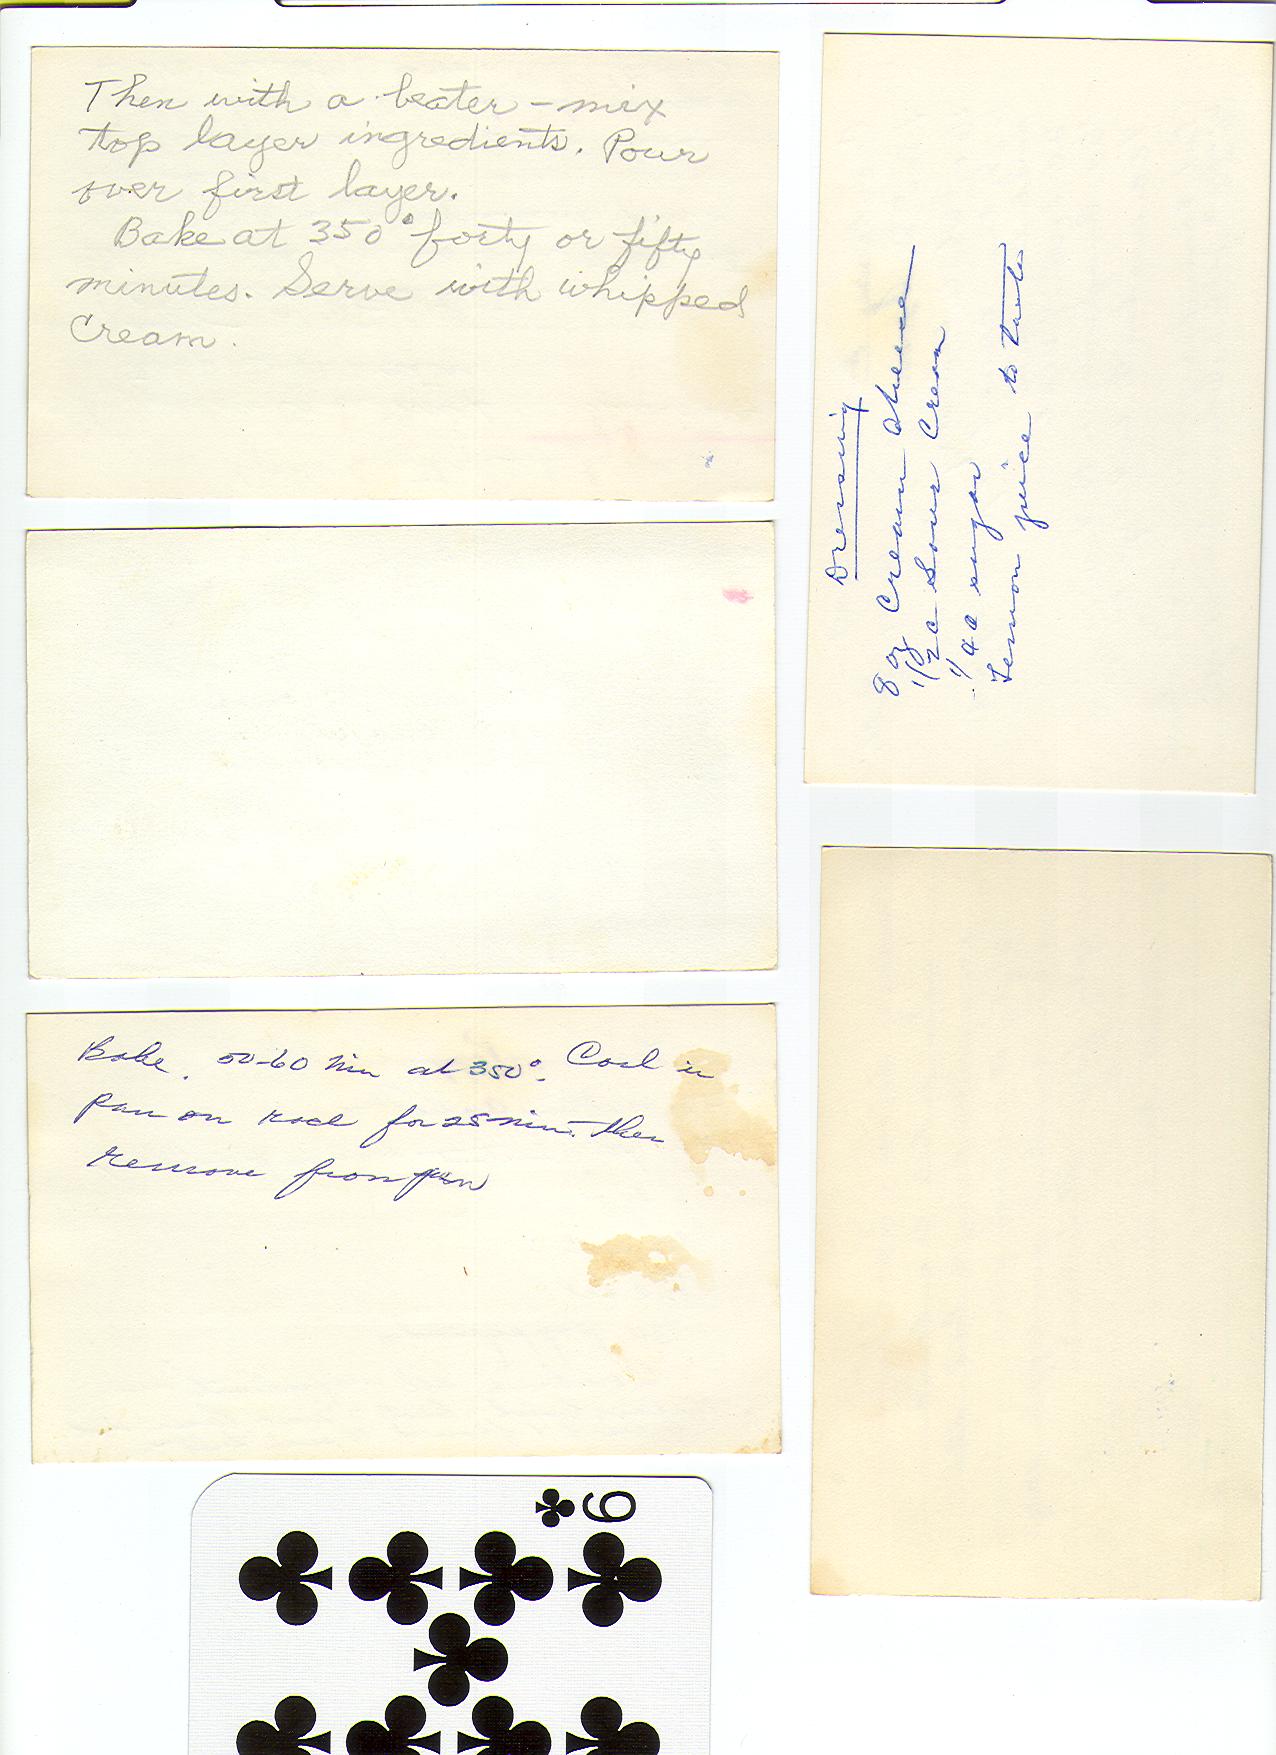 Then with a beater - mix
top layer ingredients. Pour
over first layer.
Bake at 350° forty or fifty
minutes. Serve with whipped
Cream.
Dressing
8 oz Cream Cheese
1/2 c Sour Cream
1/4 c sugar
Lemon juice to taste
Bake. 50-60 Min at 350°. Cool in
pan on rack for 25 min. then
remove from pan
9